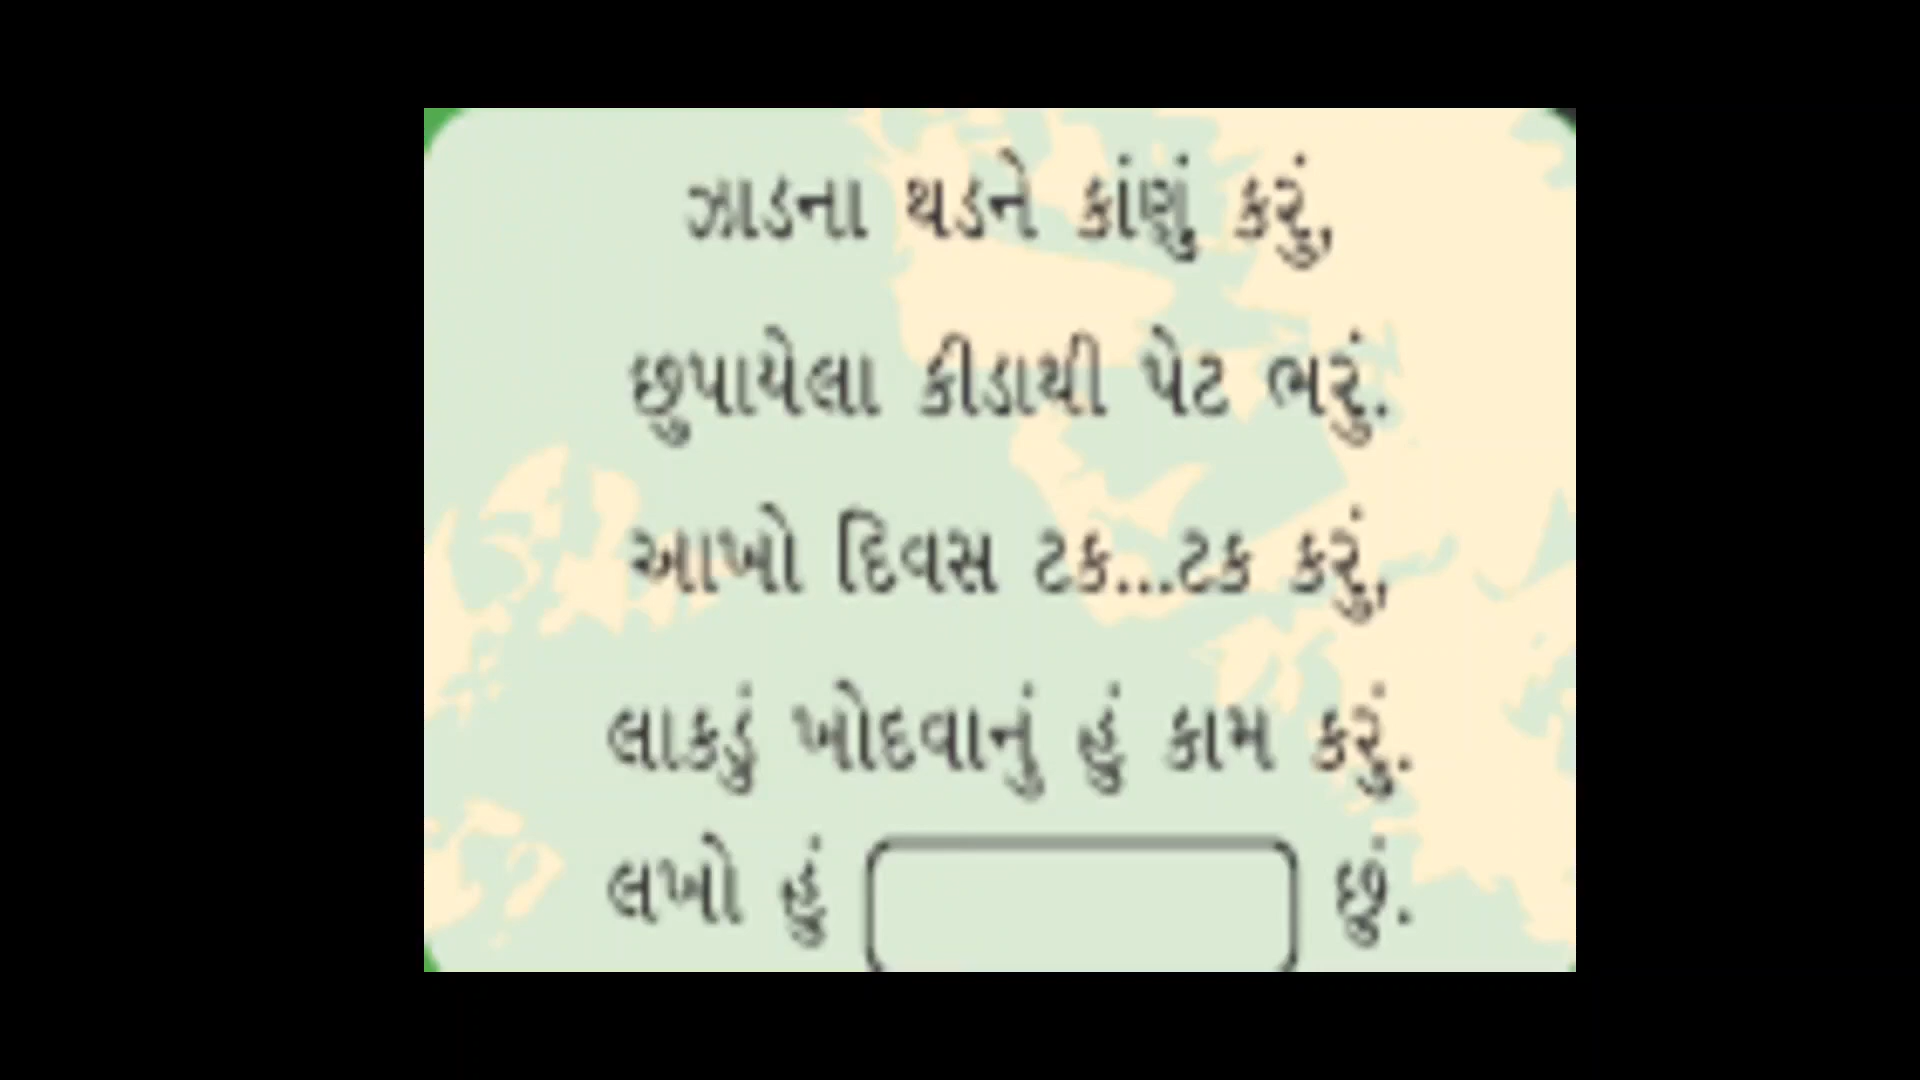 ઝાડના થડને કાંણું કરું,
છુપાયેલા કીડાથી પેટ ભરું.
આખો દિવસ ટક...ટક કરું,
લાકડું ખોદવાનું હું કામ કરું.
લખો હું છું.